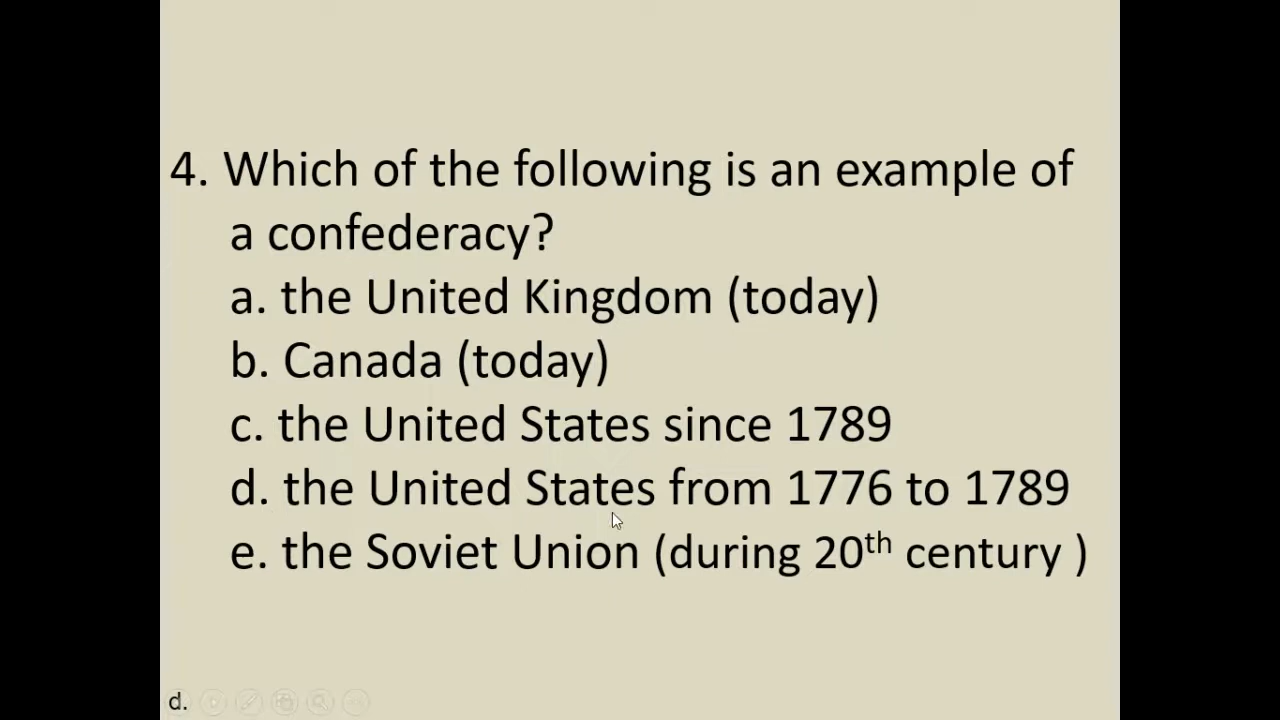 4. Which of the following is an example of
a confederacy?
a. the United Kingdom (today)
b. Canada (today)
c. the United States since 1789
d. the United States from 1776 to 1789
e. the Soviet Union (during 20th century )
d.